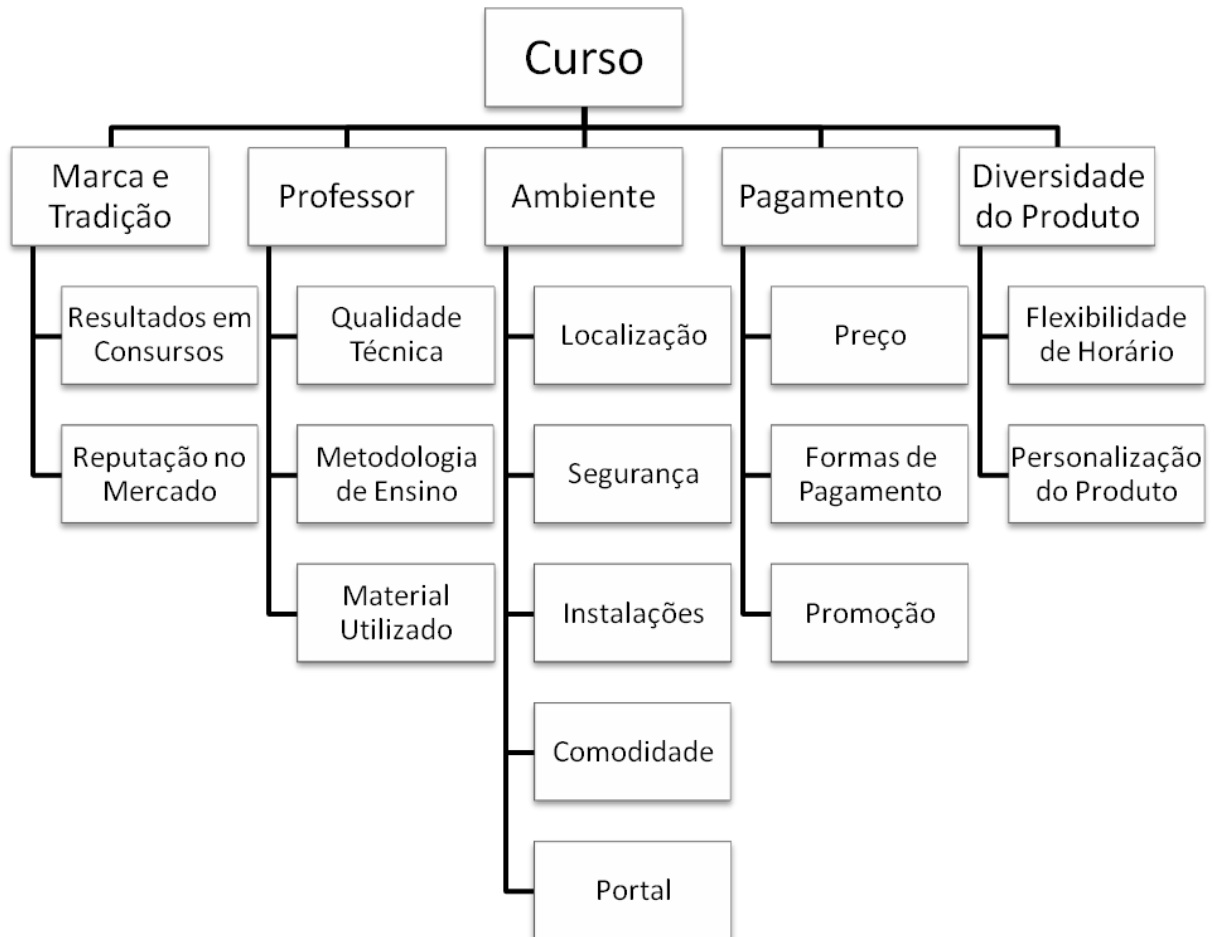 Curso
Marca e
Tradição
Professor
Ambiente
Pagamento
Diversidade
do Produto
Resultados em
Consursos
Reputação no
Mercado
Qualidade
Técnica
Metodologia
de Ensino
Material
Utilizado
Localização
Segurança
Instalações
Comodidade
Portal
Preço
Formas de
Pagamento
Promoção
Flexibilidade
de Horário
Personalização
do Produto